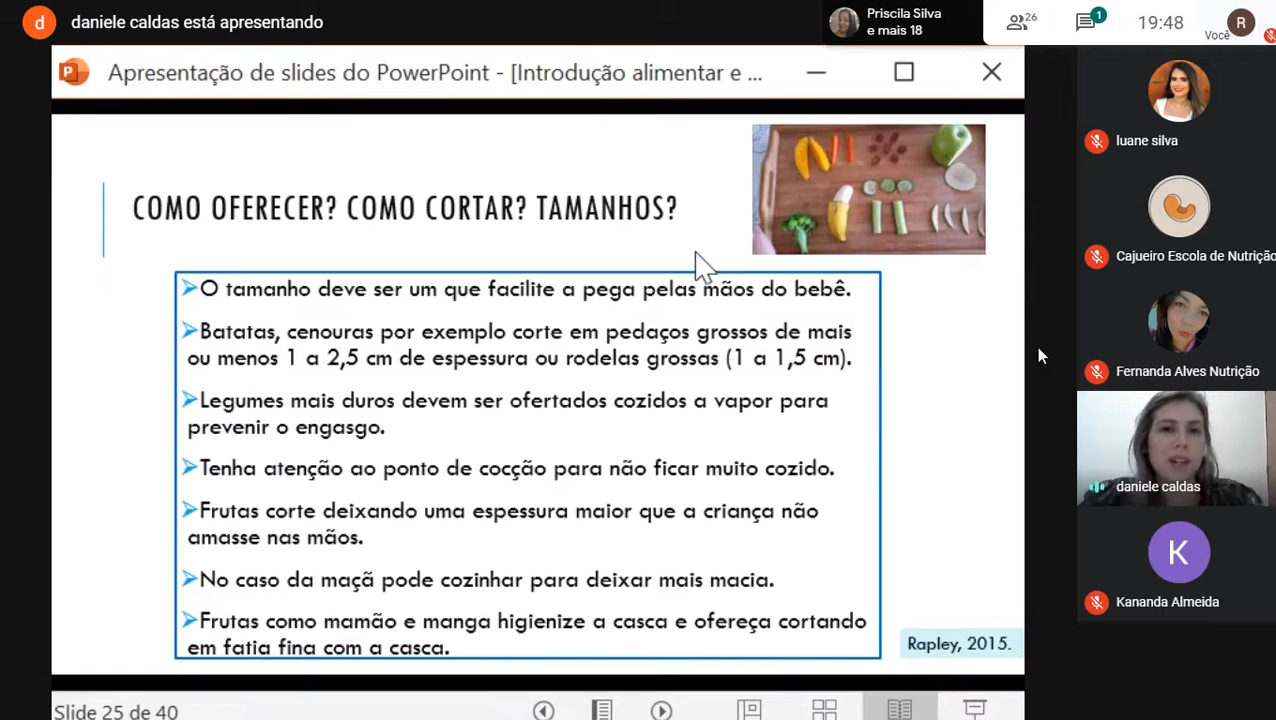 d
daniele caldas está apresentando
Priscila Silva
e mais 18
26
1
19:48
Você
R
P
Apresentação de slides do PowerPoint - [Introdução alimentar e ...
COMO OFERECER? COMO CORTAR? TAMANHOS?
O tamanho deve ser um que facilite a pega pelas mãos do bebê.
Batatas, cenouras por exemplo corte em pedaços grossos de mais
ou menos 1 a 2,5 cm de espessura ou rodelas grossas (1 a 1,5 cm).
Legumes mais duros devem ser ofertados cozidos a vapor para
prevenir o engasgo.
Tenha atenção ao ponto de cocção para não ficar muito cozido.
Frutas corte deixando uma espessura maior que a criança não
amasse nas mãos.
No caso da maçã pode cozinhar para deixar mais macia.
Frutas como mamão e manga higienize a casca e ofereça cortando
em fatia fina com a casca.
Rapley, 2015.
Slide 25 de 40
luane silva
Cajueiro Escola de Nutrição
Fernanda Alves Nutrição
daniele caldas
K
Kananda Almeida